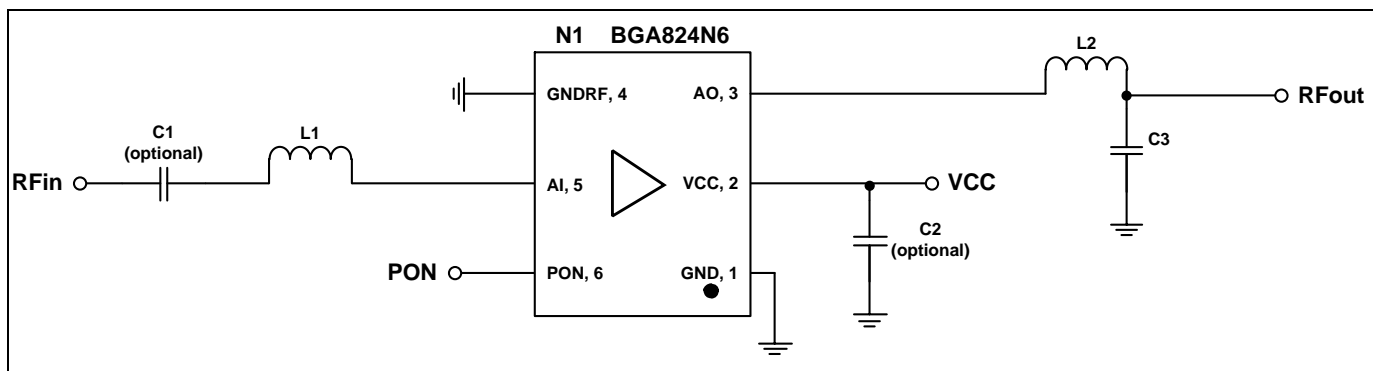 N1 BGA824N6
L2
GNDRF, 4
AO, 3
RFout
C1
(optional)
L1
C3
RFin
AI, 5
VCC, 2
VCC
C2
(optional)
PON
PON, 6
GND, 1